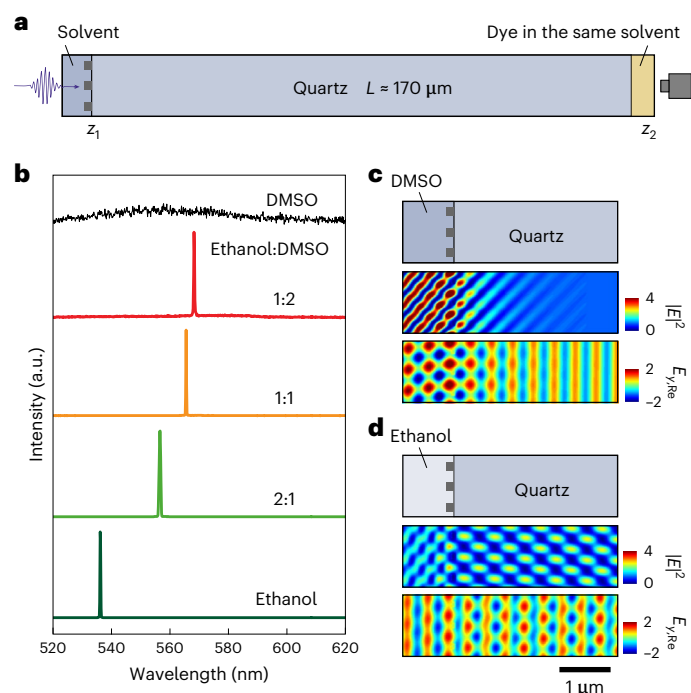 a
Solvent
Dye in the same solvent
Quartz L ≈ 170 μm
z1
z2
b
DMSO
Ethanol:DMSO
1:2
1:1
2:1
Ethanol
Intensity (a.u.)
520 540 560 580 600 620
Wavelength (nm)
c
DMSO
Quartz
4
0
|E|²
2
−2
Ey,Re
d
Ethanol
Quartz
4
0
|E|²
2
−2
Ey,Re
1 μm